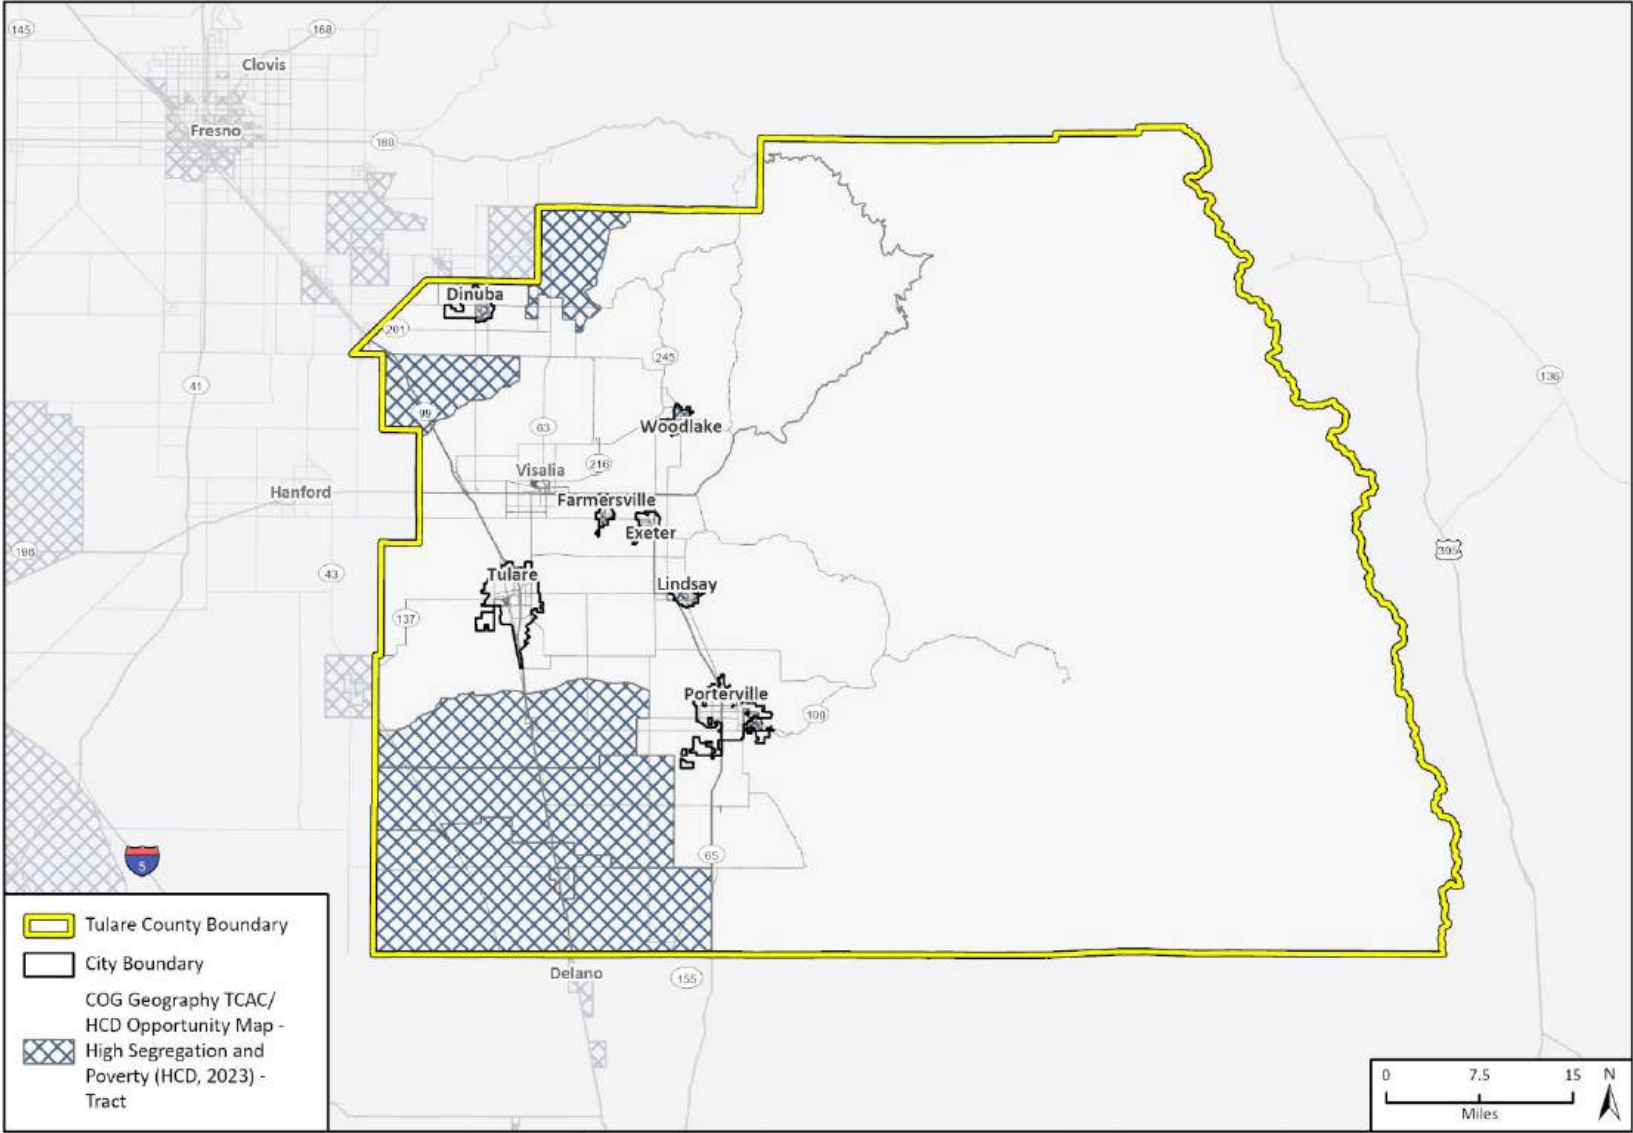 145
168
Clovis
Fresno
180
Dinuba
201
245
41
136
99
63
Woodlake
216
Visalia
Hanford
Farmersville
Exeter
198
395
43
Tulare
Lindsay
137
Porterville
190
65
5
Tulare County Boundary
City Boundary
COG Geography TCAC/
HCD Opportunity Map -
High Segregation and
Poverty (HCD, 2023) -
Tract
Delano
155
0 7.5 15 N
Miles